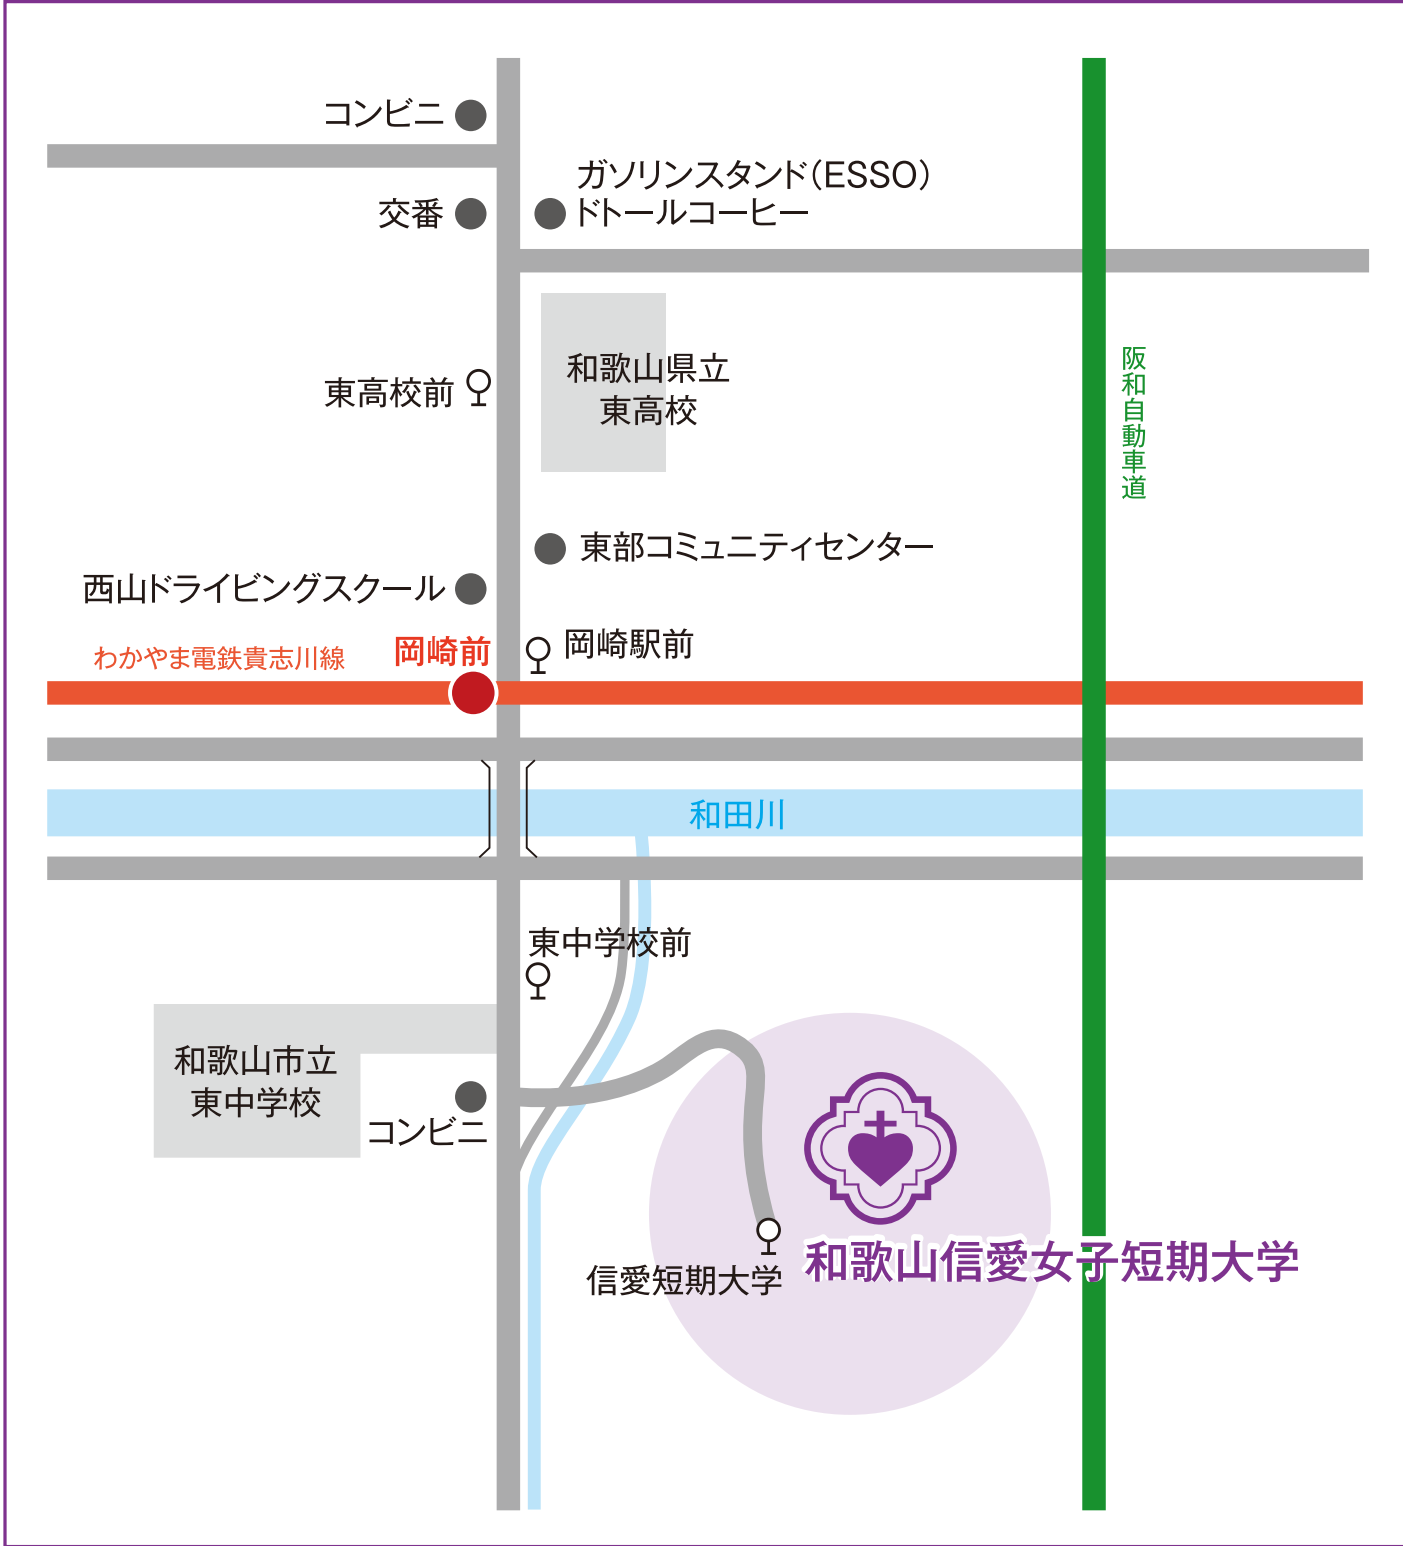 コンビニ
ガソリンスタンド(ESSO)
ドトールコーヒー
交番
和歌山県立
東高校
東高校前
阪和自動車道
東部コミュニティセンター
西山ドライビングスクール
岡崎駅前
岡崎前
わかやま電鉄貴志川線
和田川
東中学校前
和歌山市立
東中学校
コンビニ
和歌山信愛女子短期大学
信愛短期大学